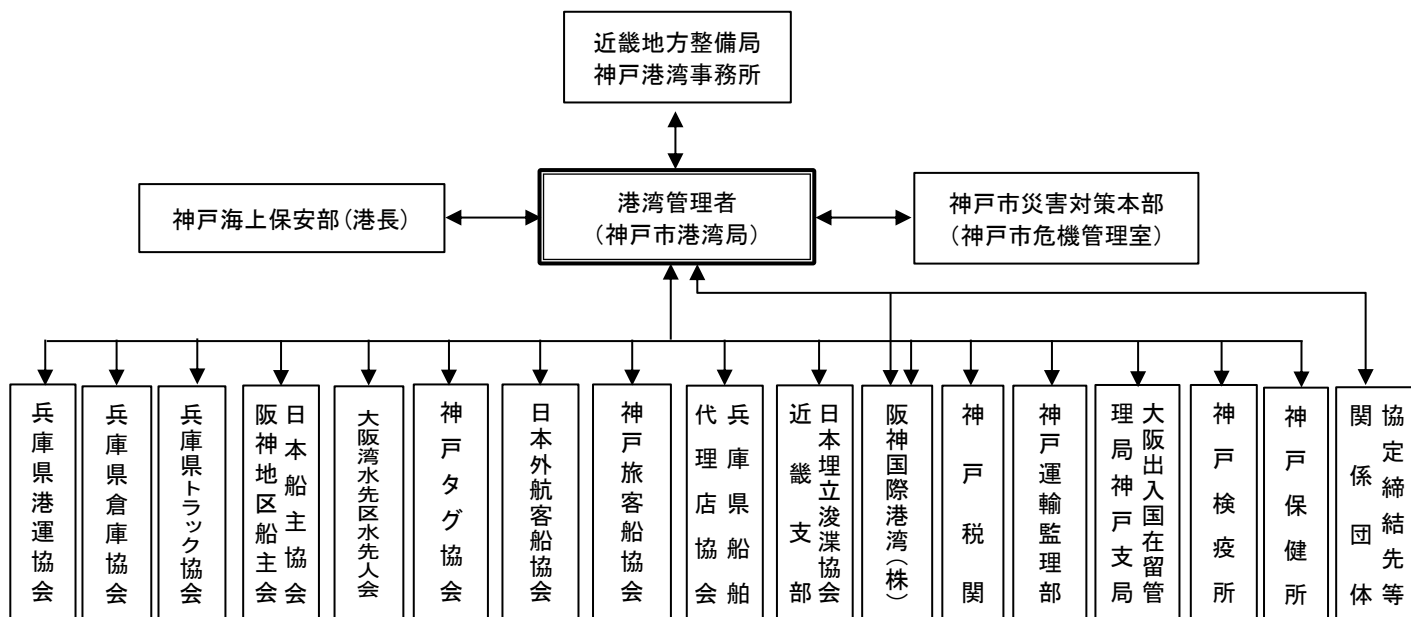 近畿地方整備局
神戸港湾事務所
神戸海上保安部(港長)
港湾管理者
(神戸市港湾局)
神戸市災害対策本部
(神戸市危機管理室)
兵庫県港運協会
兵庫県倉庫協会
兵庫県トラック協会
日本船主協会
阪神地区船主会
大阪湾水先区水先人会
神戸タグ協会
日本外航客船協会
神戸旅客船協会
兵庫県船舶
代理店協会
日本埋立浚渫協会
近畿支部
阪神国際港湾(株)
神戸税関
神戸運輸監理部
大阪出入国在留管
理局神戸支局
神戸検疫所
神戸保健所
協定締結先等
関係団体